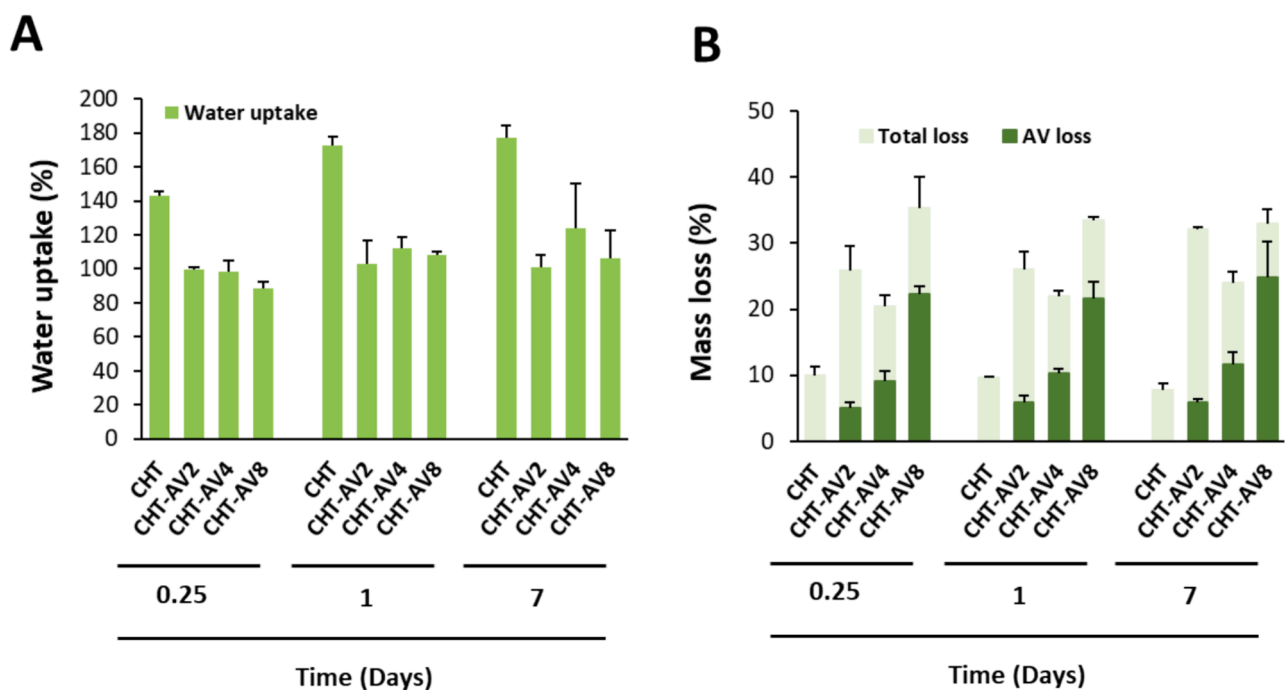 A
Water uptake (%)
200
180
160
140
120
100
80
60
40
20
0
Water uptake
CHT
CHT-AV2
CHT-AV4
CHT-AV8
CHT
CHT-AV2
CHT-AV4
CHT-AV8
CHT
CHT-AV2
CHT-AV4
CHT-AV8
0.25 1 7
Time (Days)
B
Mass loss (%)
50
40
30
20
10
0
Total loss AV loss
CHT
CHT-AV2
CHT-AV4
CHT-AV8
CHT
CHT-AV2
CHT-AV4
CHT-AV8
CHT
CHT-AV2
CHT-AV4
CHT-AV8
0.25 1 7
Time (Days)